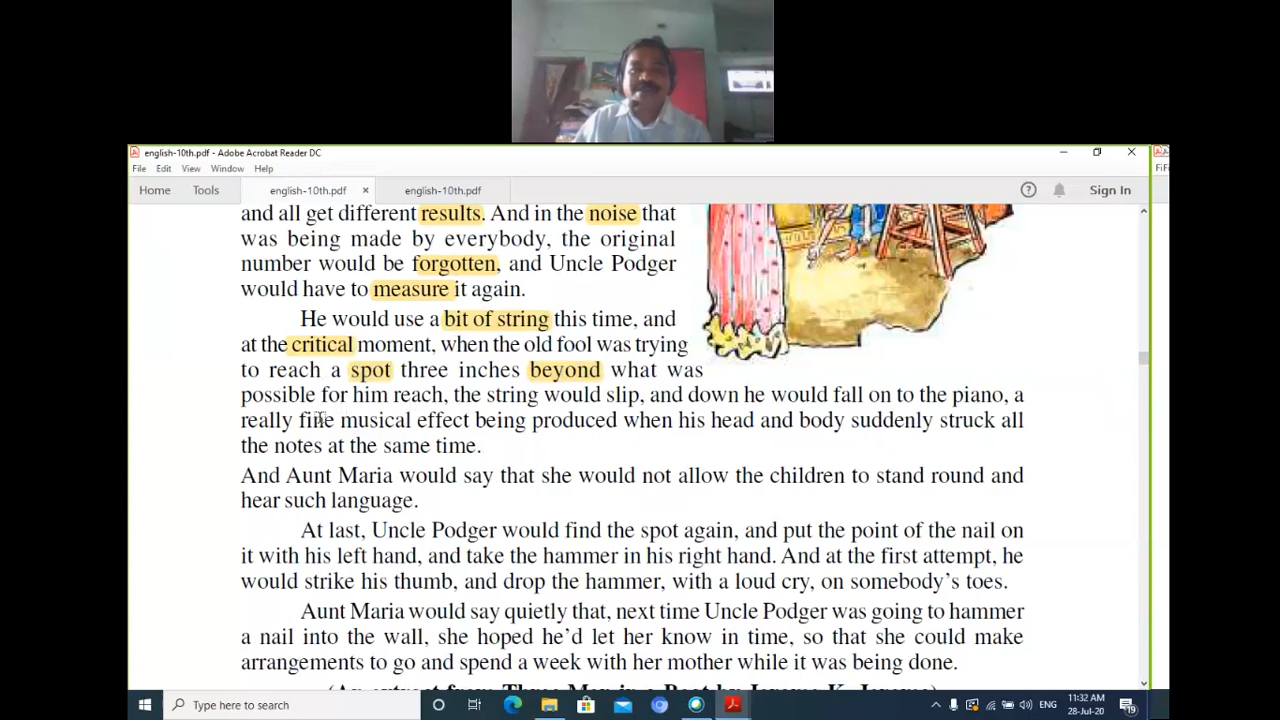 english-10th.pdf - Adobe Acrobat Reader DC
File Edit View Window Help
FiFi
Home Tools english-10th.pdf × english-10th.pdf Sign In
and all get different results. And in the noise that
was being made by everybody, the original
number would be forgotten, and Uncle Podger
would have to measure it again.
He would use a bit of string this time, and
at the critical moment, when the old fool was trying
to reach a spot three inches beyond what was
possible for him reach, the string would slip, and down he would fall on to the piano, a
really fine musical effect being produced when his head and body suddenly struck all
the notes at the same time.
And Aunt Maria would say that she would not allow the children to stand round and
hear such language.
At last, Uncle Podger would find the spot again, and put the point of the nail on
it with his left hand, and take the hammer in his right hand. And at the first attempt, he
would strike his thumb, and drop the hammer, with a loud cry, on somebody's toes.
Aunt Maria would say quietly that, next time Uncle Podger was going to hammer
a nail into the wall, she hoped he'd let her know in time, so that she could make
arrangements to go and spend a week with her mother while it was being done.
(An extract from Three Men in a Boat by Jerome K. Jerome)
Type here to search
ENG
11:32 AM
28-Jul-20
19